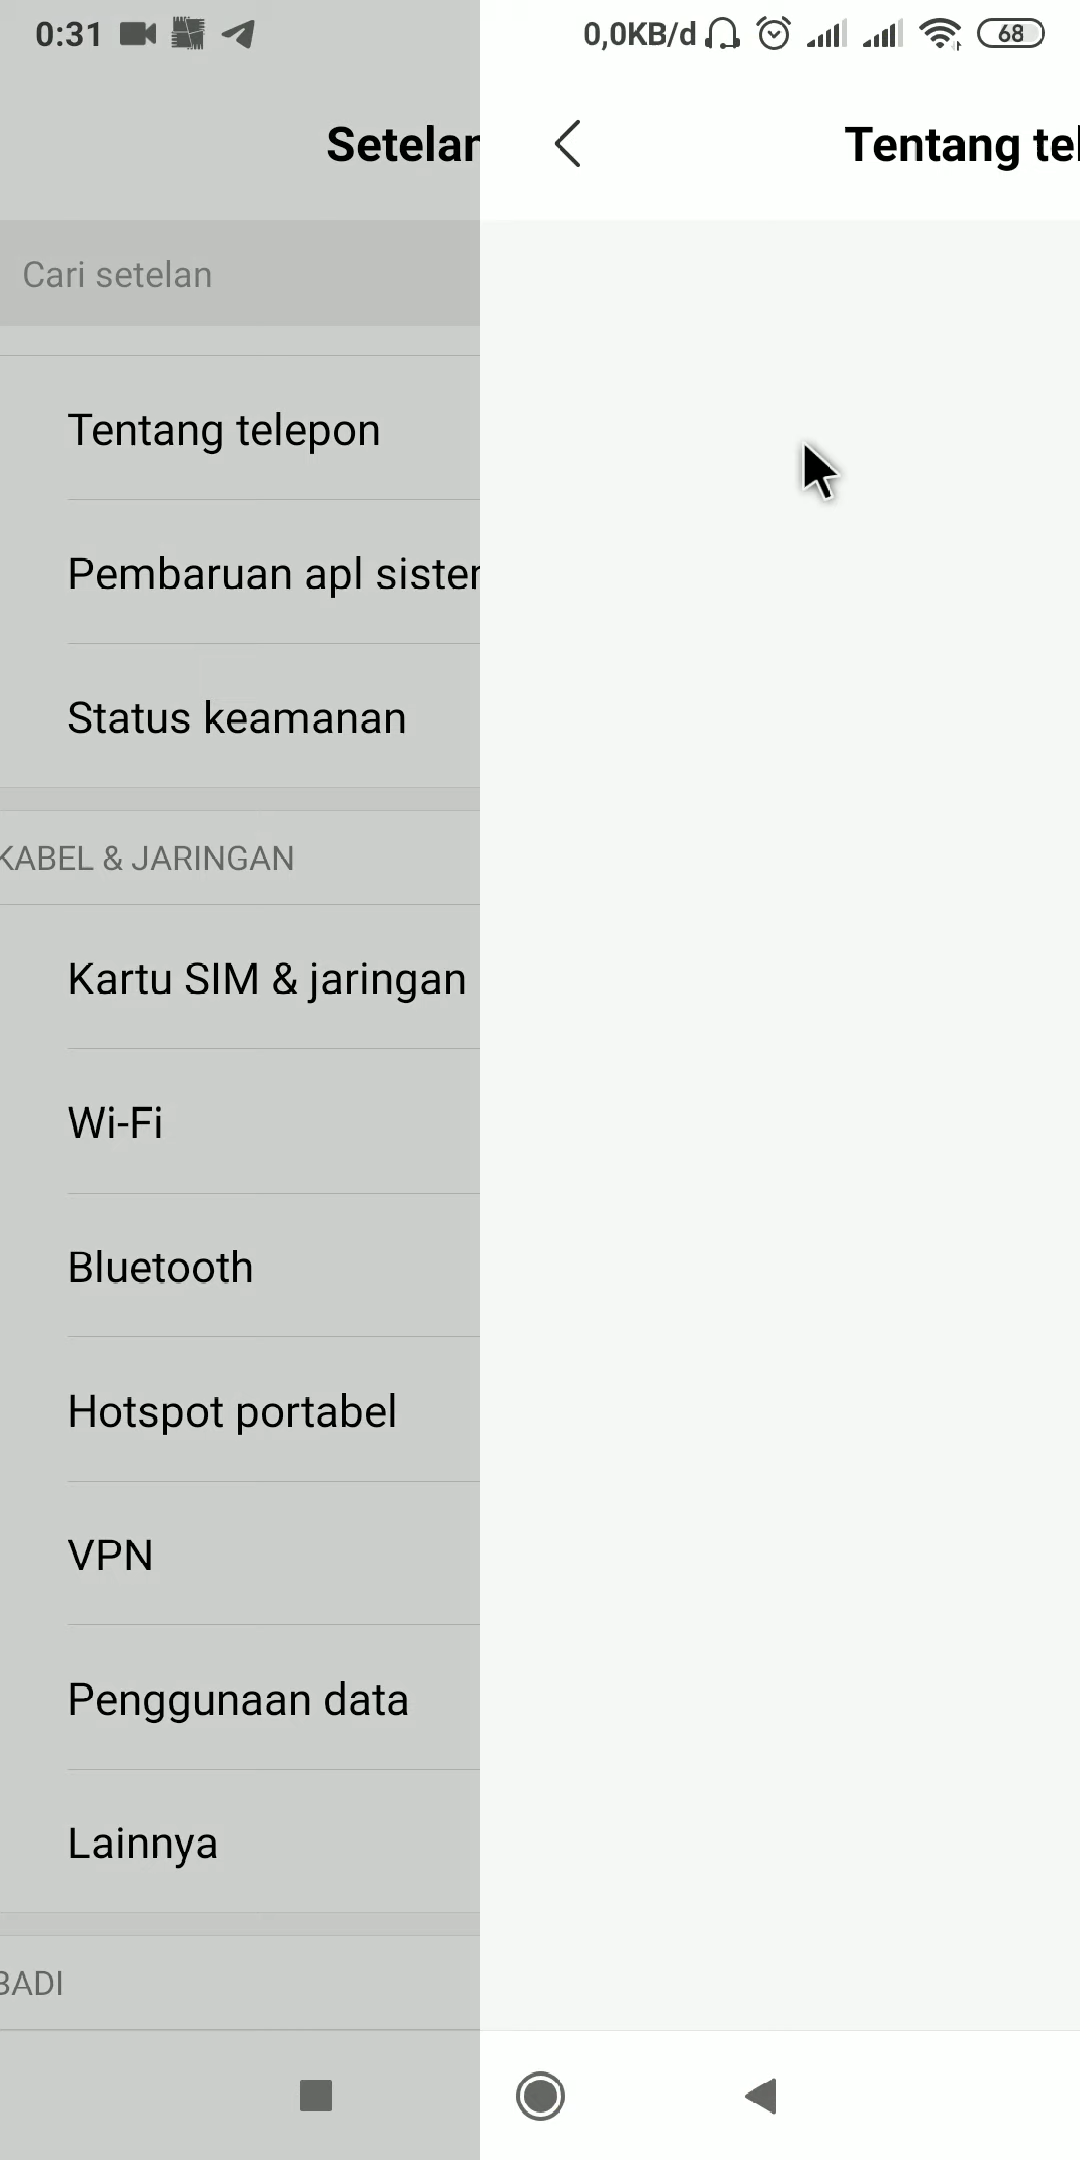 0:31
0,0KB/d
68
Setelan
Tentang tel
Cari setelan
Tentang telepon
Pembaruan apl sister
Status keamanan
KABEL & JARINGAN
Kartu SIM & jaringan
Wi-Fi
Bluetooth
Hotspot portabel
VPN
Penggunaan data
Lainnya
BADI